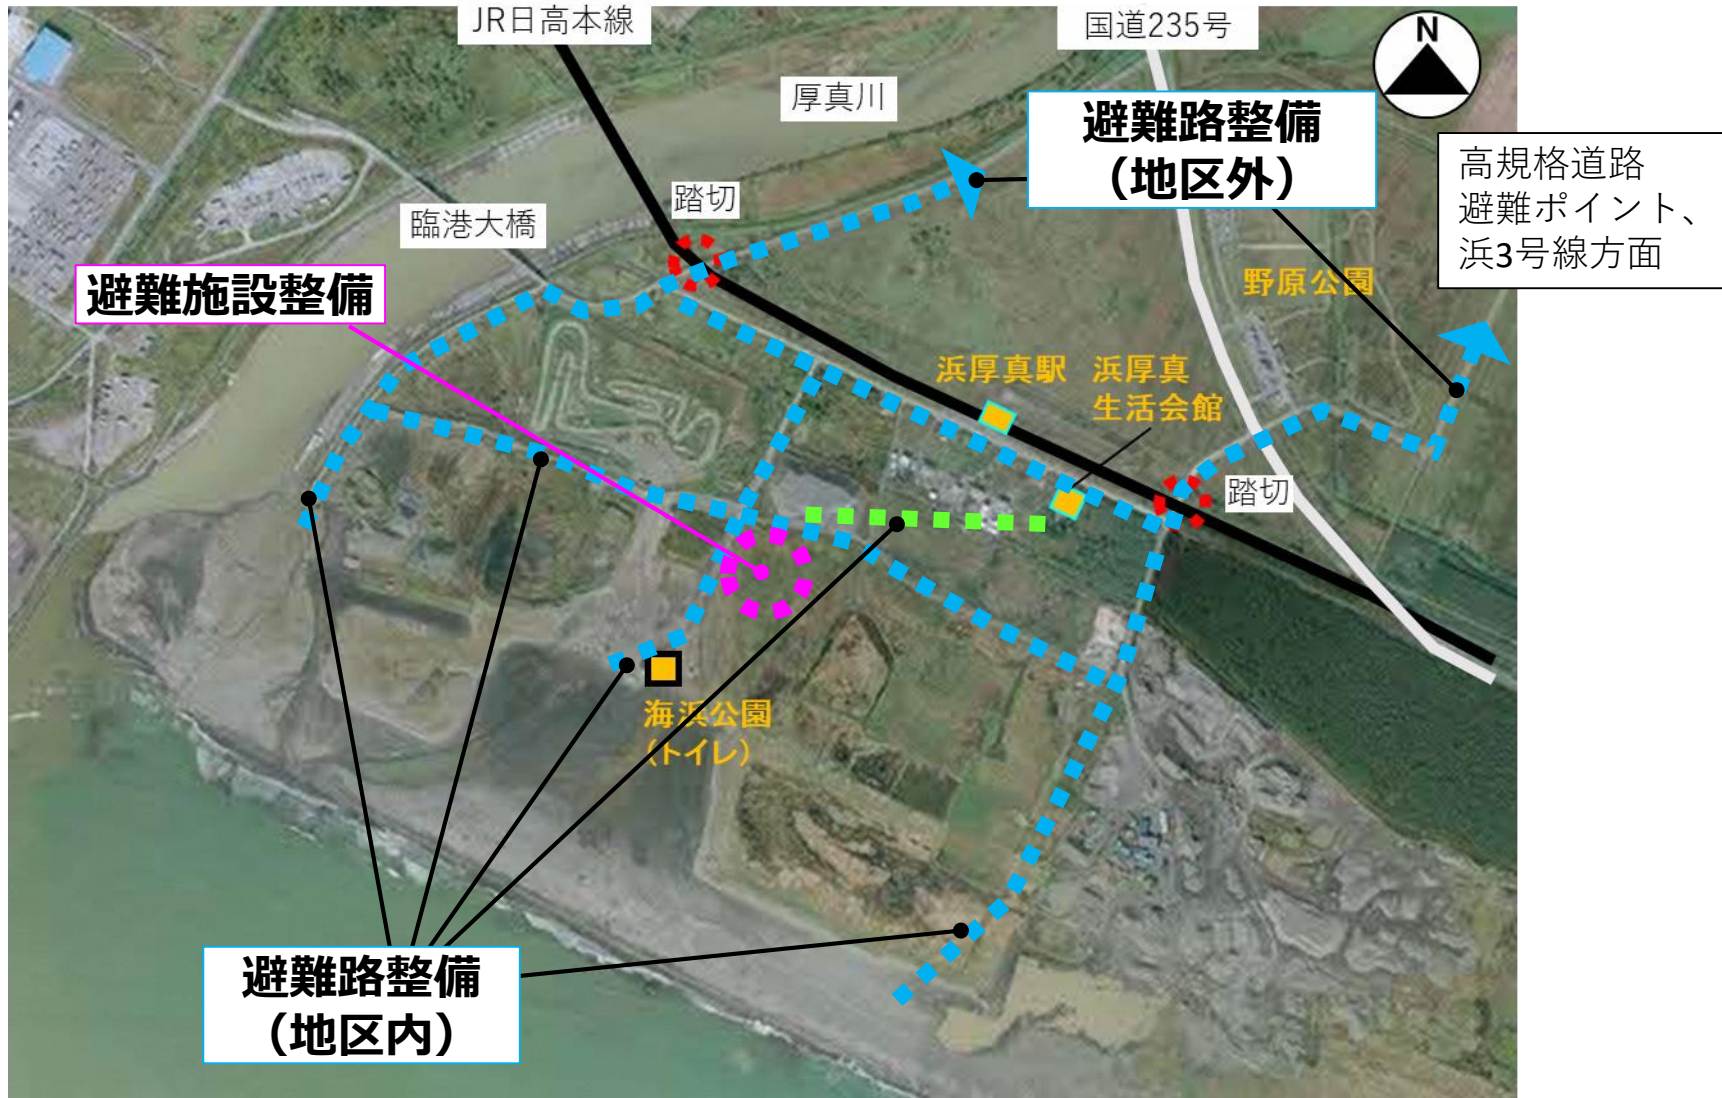 JR日高本線
国道235号
N
厚真川
避難路整備
（地区外）
高規格道路
避難ポイント、
浜3号線方面
踏切
臨港大橋
避難施設整備
野原公園
浜厚真駅
浜厚真
生活会館
踏切
海浜公園
（トイレ）
避難路整備
（地区内）